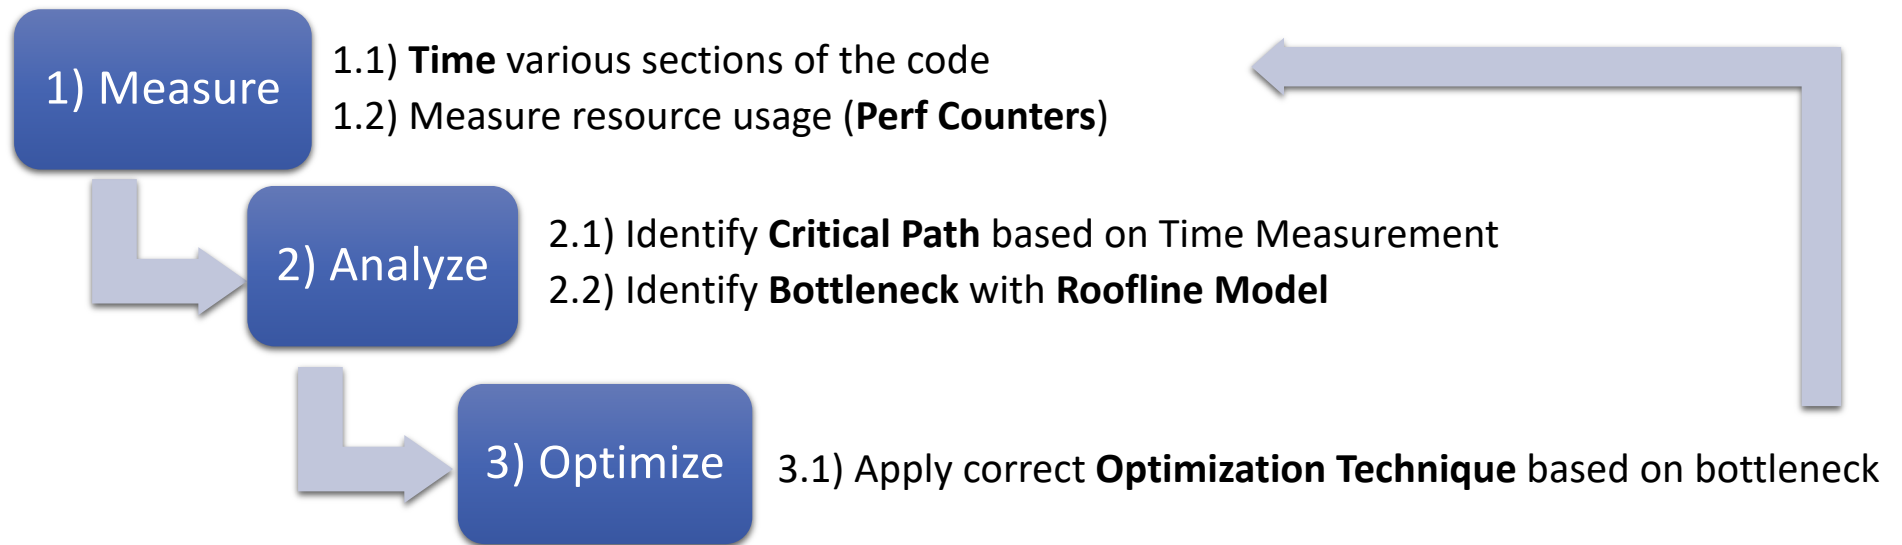 1) Measure
1.1) Time various sections of the code
1.2) Measure resource usage (Perf Counters)
2) Analyze
2.1) Identify Critical Path based on Time Measurement
2.2) Identify Bottleneck with Roofline Model
3) Optimize
3.1) Apply correct Optimization Technique based on bottleneck